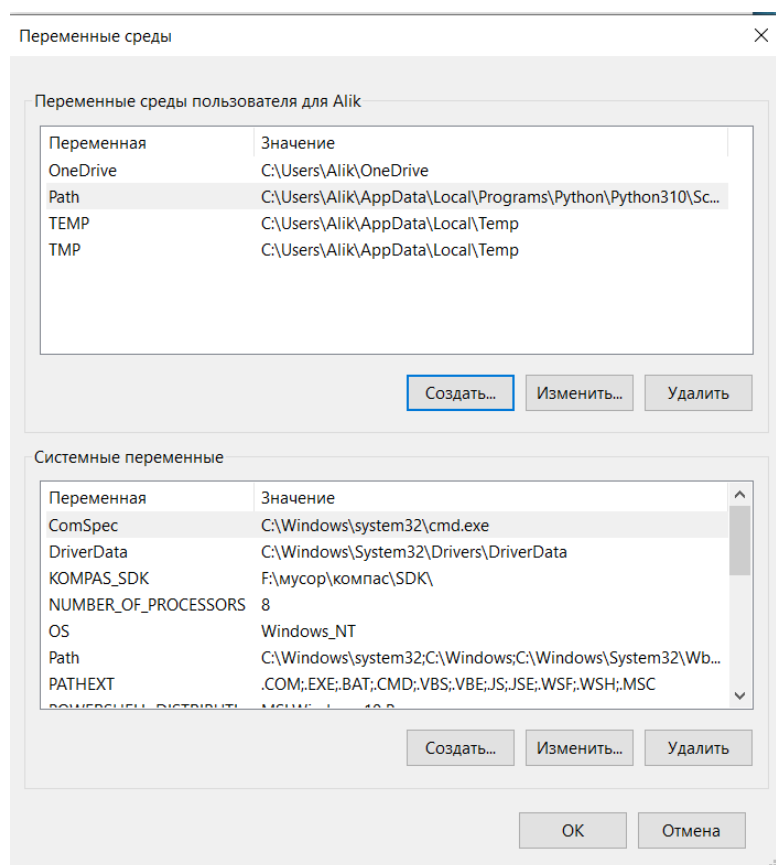 Переменные среды
Переменные среды пользователя для Alik
Переменная Значение
OneDrive C:\Users\Alik\OneDrive
Path C:\Users\Alik\AppData\Local\Programs\Python\Python310\Sc...
TEMP C:\Users\Alik\AppData\Local\Temp
TMP C:\Users\Alik\AppData\Local\Temp
Создать... Изменить... Удалить
Системные переменные
Переменная Значение
ComSpec C:\Windows\system32\cmd.exe
DriverData C:\Windows\System32\Drivers\DriverData
KOMPAS_SDK F:\мусор\компас\SDK\
NUMBER_OF_PROCESSORS 8
OS Windows_NT
Path C:\Windows\system32;C:\Windows;C:\Windows\System32\Wb...
PATHEXT .COM;.EXE;.BAT;.CMD;.VBS;.VBE;.JS;.JSE;.WSF;.WSH;.MSC
Создать... Изменить... Удалить
ОК Отмена